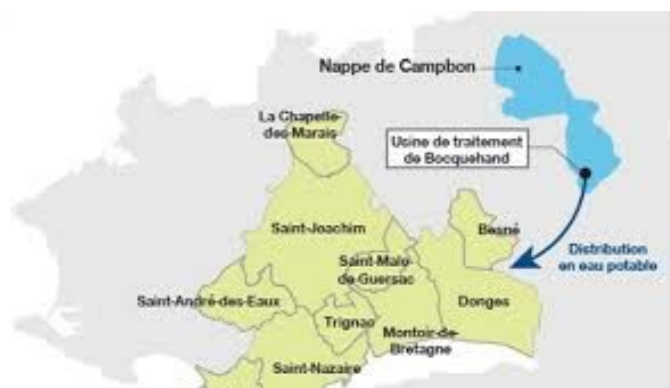 Nappe de Campbon
La Chapelle-
des-Marais
Usine de traitement
de Bocquehand
Saint-Joachim
Besné
Distribution
en eau potable
Saint-Malo-
de-Guersac
Saint-André-des-Eaux
Donges
Trignac
Montoir-de-
Bretagne
Saint-Nazaire